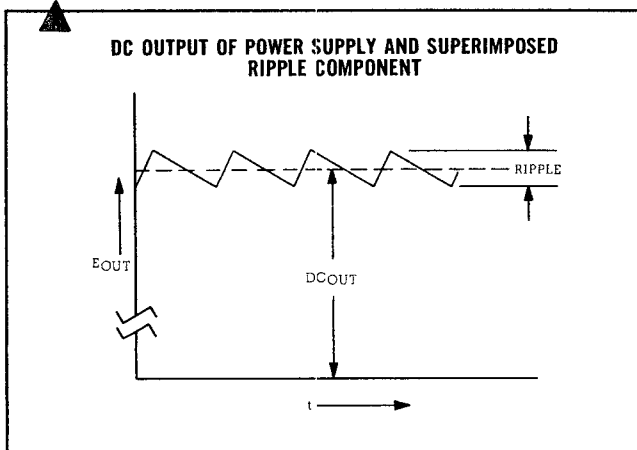 DC OUTPUT OF POWER SUPPLY AND SUPERIMPOSED
RIPPLE COMPONENT
RIPPLE
EOUT
DCOUT
t